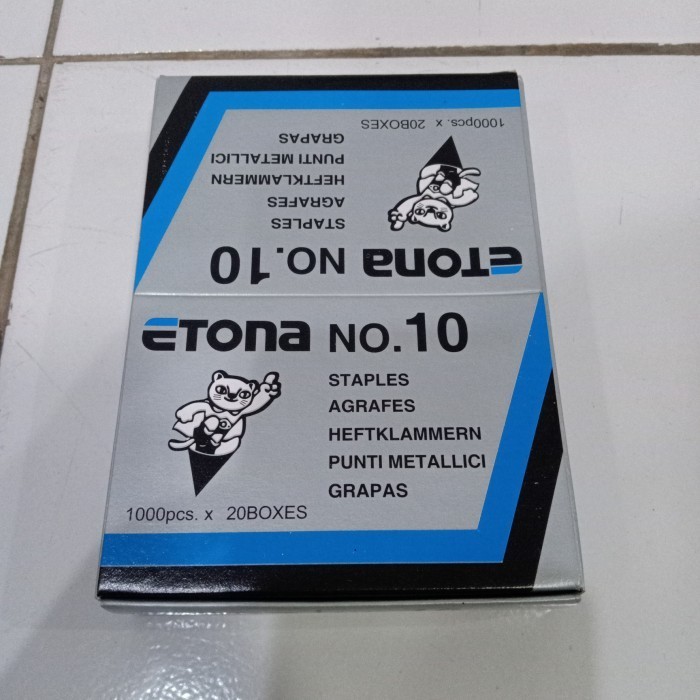 1000pcs. x 20BOXES
STAPLES
AGRAFES
HEFTKLAMMERN
PUNTI METALLICI
GRAPAS
ETONA NO.10
ETONA NO.10
STAPLES
AGRAFES
HEFTKLAMMERN
PUNTI METALLICI
GRAPAS
1000pcs. x 20BOXES